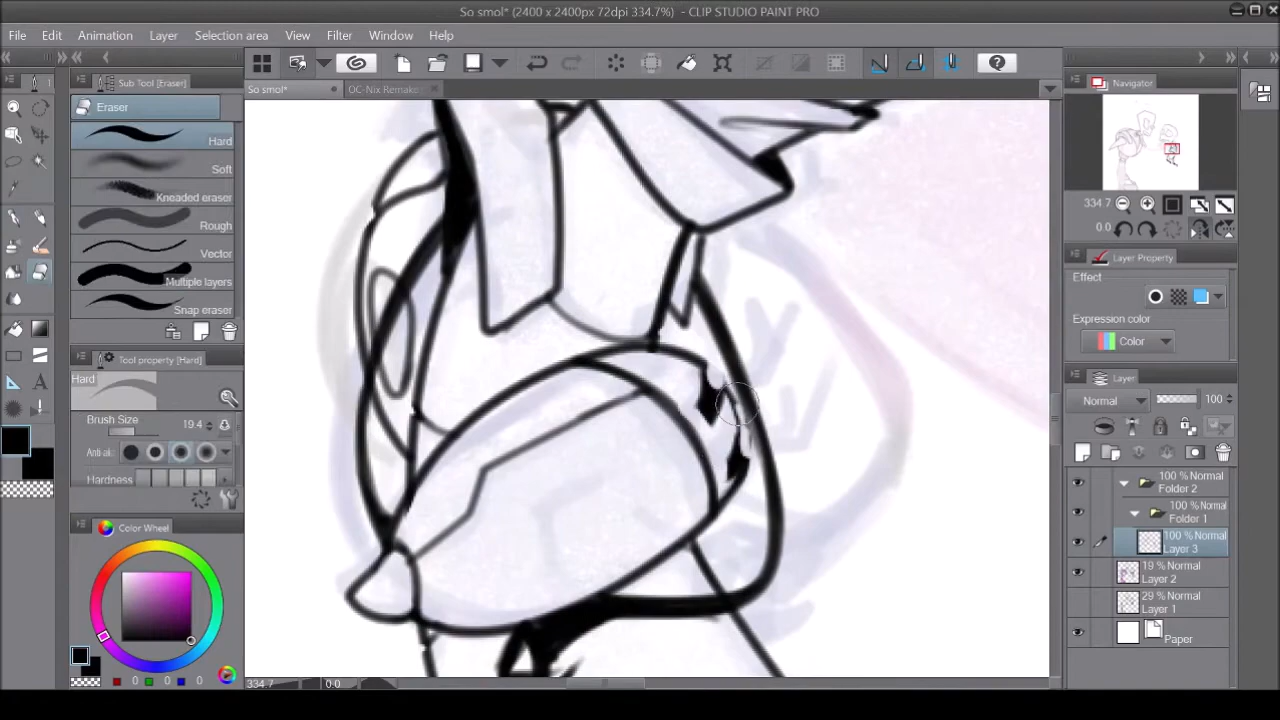 So smol* (2400 x 2400px 72dpi 334.7%) - CLIP STUDIO PAINT PRO
File Edit Animation Layer Selection area View Filter Window Help
So smol* OC-Nix Remake
Sub Tool [Eraser]
Eraser
Hard
Soft
Kneaded eraser
Rough
Vector
Multiple layers
Snap eraser
Tool property [Hard]
Hard
Brush Size
19.4
Anti-ali
Hardness
Color Wheel
0 0 0
334.7 0.0
Navigator
334.7
0.0
Layer Property
Effect
Expression color
Color
Layer
Normal 100
100 % Normal
Folder 2
100 % Normal
Folder 1
100 % Normal
Layer 3
19 % Normal
Layer 2
29 % Normal
Layer 1
Paper